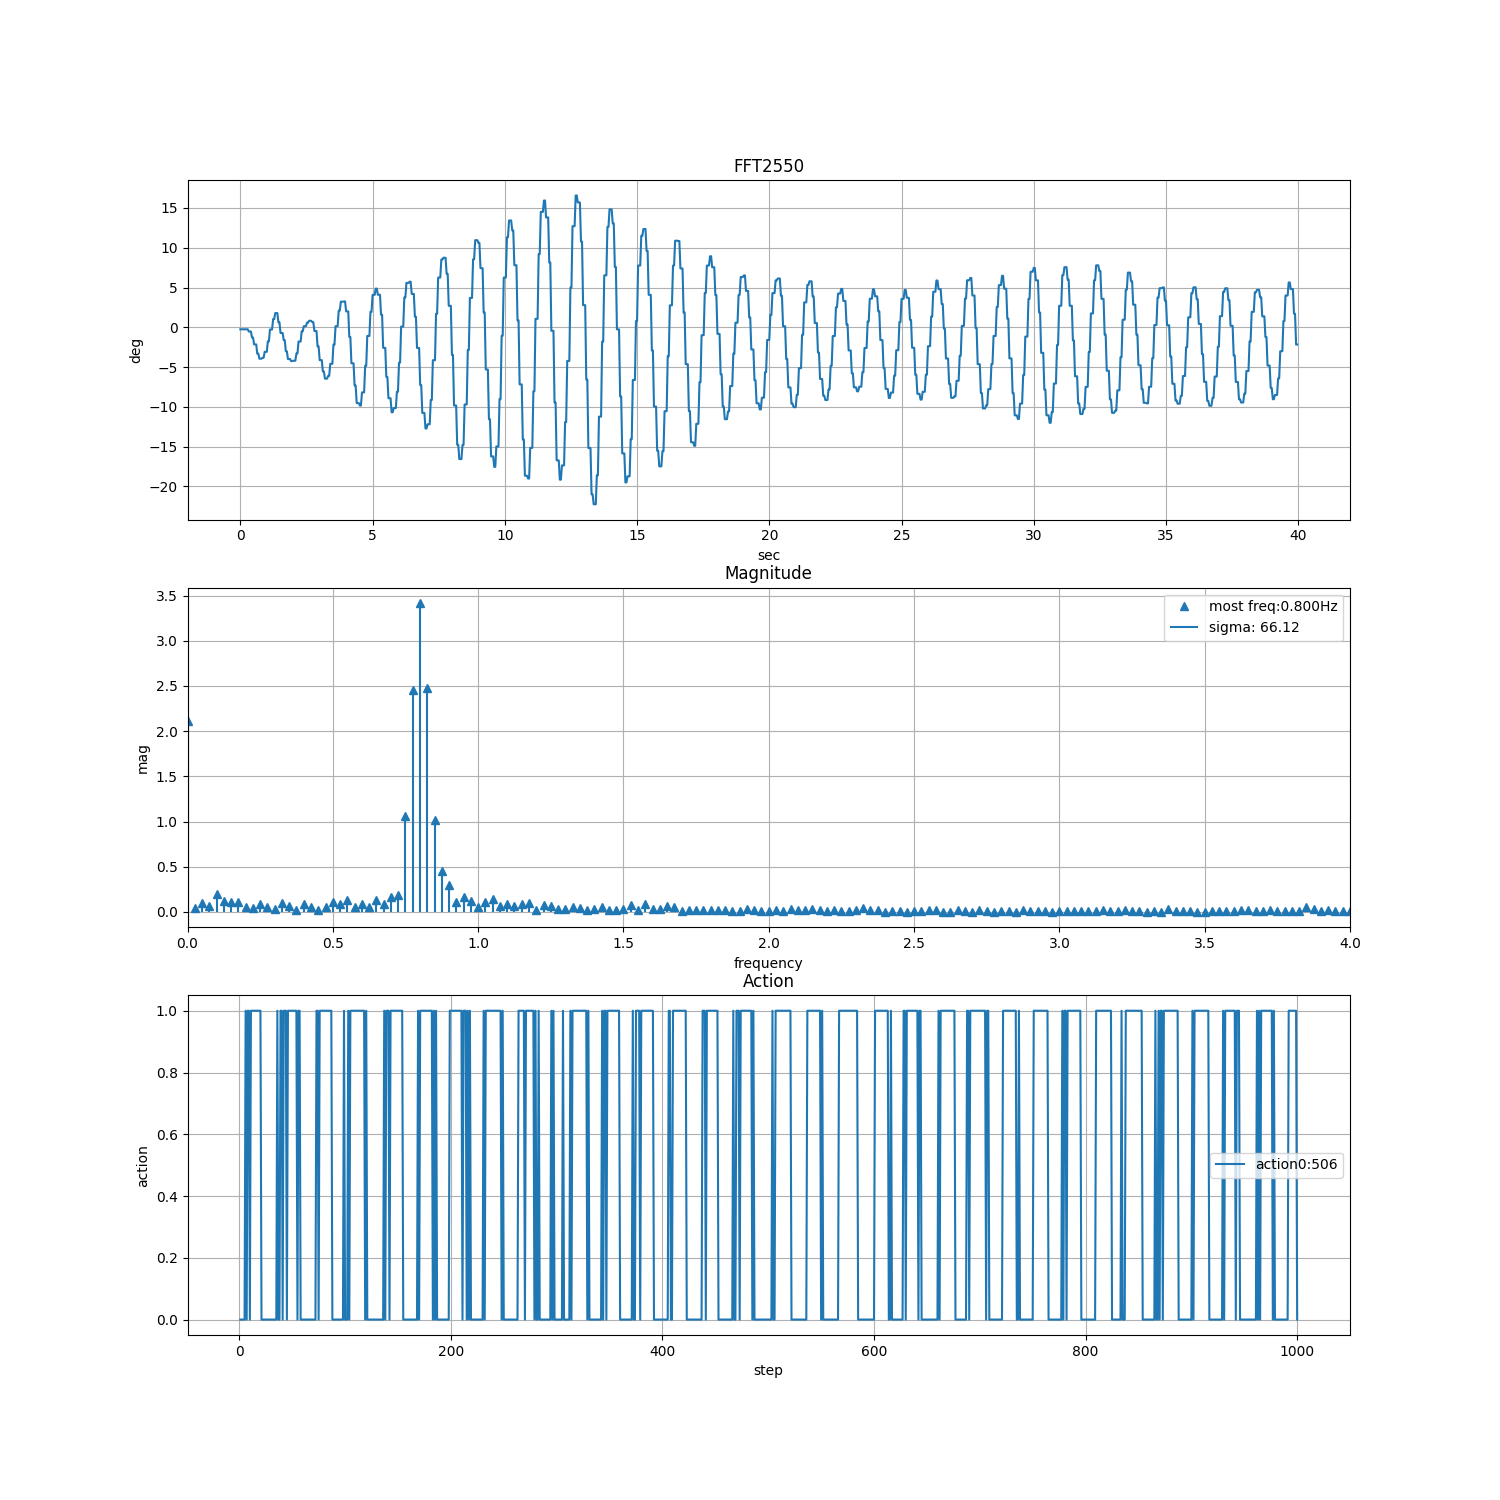 FFT2550
15
10
5
0
−5
−10
−15
−20
deg
0 5 10 15 20 25 30 35 40
sec
Magnitude
3.5
3.0
2.5
2.0
1.5
1.0
0.5
0.0
mag
most freq:0.800Hz
sigma: 66.12
0.0 0.5 1.0 1.5 2.0 2.5 3.0 3.5 4.0
frequency
Action
1.0
0.8
0.6
0.4
0.2
0.0
action
action0:506
0 200 400 600 800 1000
step